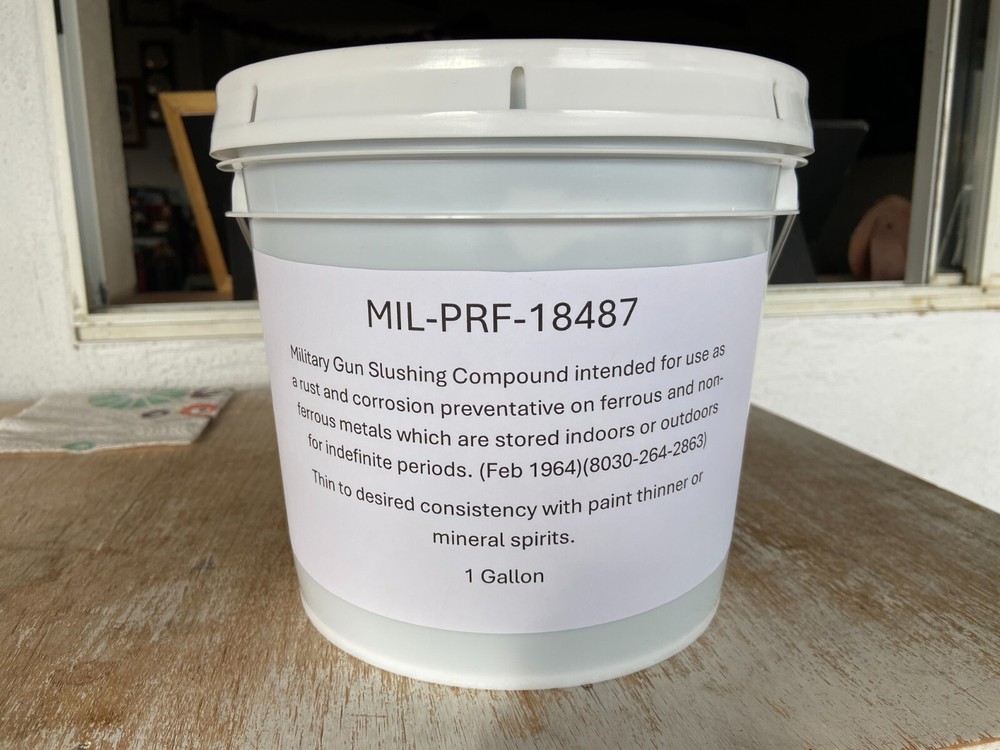 MIL-PRF-18487
Military Gun Slushing Compound intended for use as
a rust and corrosion preventative on ferrous and non-
ferrous metals which are stored indoors or outdoors
for indefinite periods. (Feb 1964)(8030-264-2863)
Thin to desired consistency with paint thinner or
mineral spirits.
1 Gallon